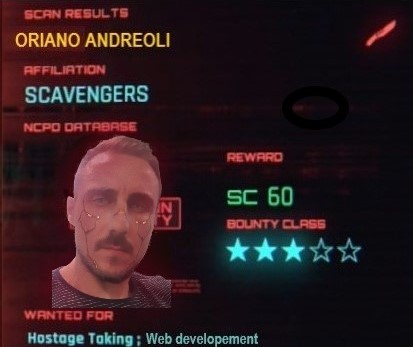 SCAN RESULTS
ORIANO ANDREOLI
AFFILIATION
SCAVENGERS
NCPD DATABASE
REWARD
SC 60
BOUNTY CLASS
WANTED FOR
Hostage Taking ; Web developement